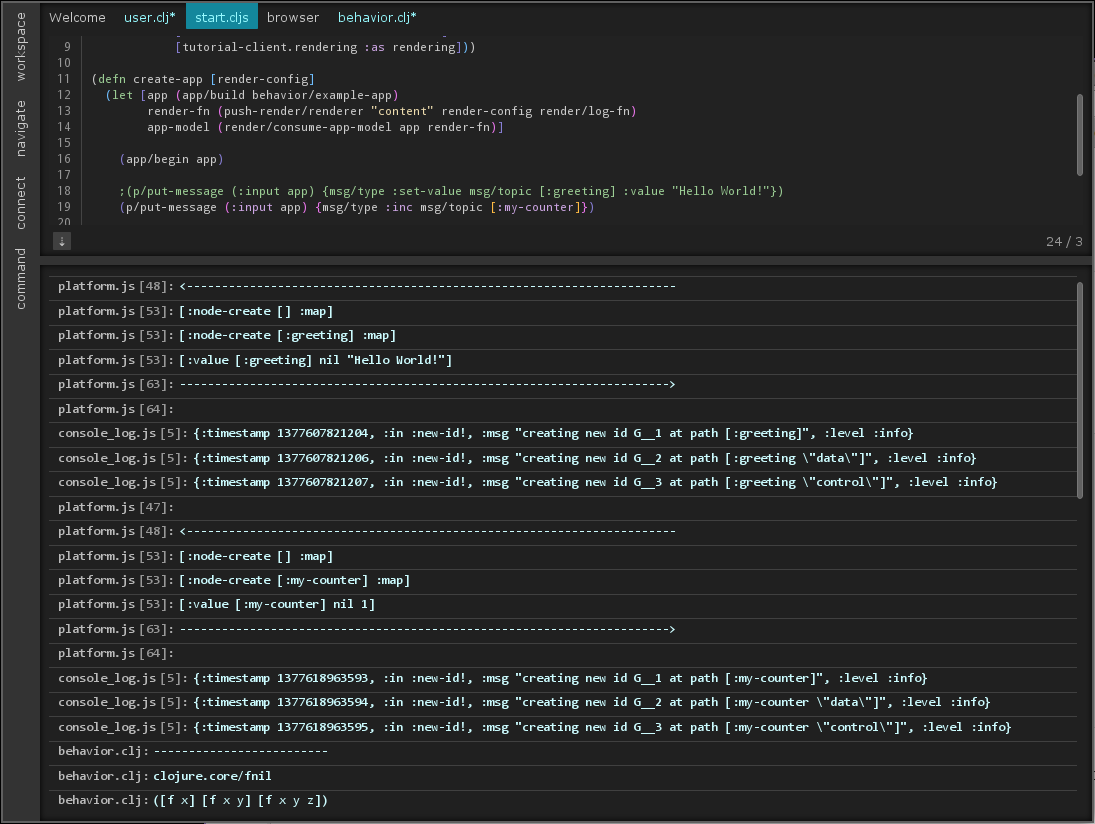 workspace
navigate
connect
command
Welcome user.clj* start.cljs browser behavior.clj*
9 [tutorial-client.rendering :as rendering]))
10
11 (defn create-app [render-config]
12 (let [app (app/build behavior/example-app)
13 render-fn (push-render/renderer "content" render-config render/log-fn)
14 app-model (render/consume-app-model app render-fn)]
15
16 (app/begin app)
17
18 ;(p/put-message (:input app) {msg/type :set-value msg/topic [:greeting] :value "Hello World!"})
19 (p/put-message (:input app) {msg/type :inc msg/topic [:my-counter]})
20
↓ 24 / 3
platform.js[48]: <----------------------------------------------------------------------
platform.js[53]: [:node-create [] :map]
platform.js[53]: [:node-create [:greeting] :map]
platform.js[53]: [:value [:greeting] nil "Hello World!"]
platform.js[63]: ---------------------------------------------------------------------->
platform.js[64]:
console_log.js[5]: {:timestamp 1377607821204, :in :new-id!, :msg "creating new id G__1 at path [:greeting]", :level :info}
console_log.js[5]: {:timestamp 1377607821206, :in :new-id!, :msg "creating new id G__2 at path [:greeting \"data\"]", :level :info}
console_log.js[5]: {:timestamp 1377607821207, :in :new-id!, :msg "creating new id G__3 at path [:greeting \"control\"]", :level :info}
platform.js[47]:
platform.js[48]: <----------------------------------------------------------------------
platform.js[53]: [:node-create [] :map]
platform.js[53]: [:node-create [:my-counter] :map]
platform.js[53]: [:value [:my-counter] nil 1]
platform.js[63]: ---------------------------------------------------------------------->
platform.js[64]:
console_log.js[5]: {:timestamp 1377618963593, :in :new-id!, :msg "creating new id G__1 at path [:my-counter]", :level :info}
console_log.js[5]: {:timestamp 1377618963594, :in :new-id!, :msg "creating new id G__2 at path [:my-counter \"data\"]", :level :info}
console_log.js[5]: {:timestamp 1377618963595, :in :new-id!, :msg "creating new id G__3 at path [:my-counter \"control\"]", :level :info}
behavior.clj: -------------------------
behavior.clj: clojure.core/fnil
behavior.clj: ([f x] [f x y] [f x y z])